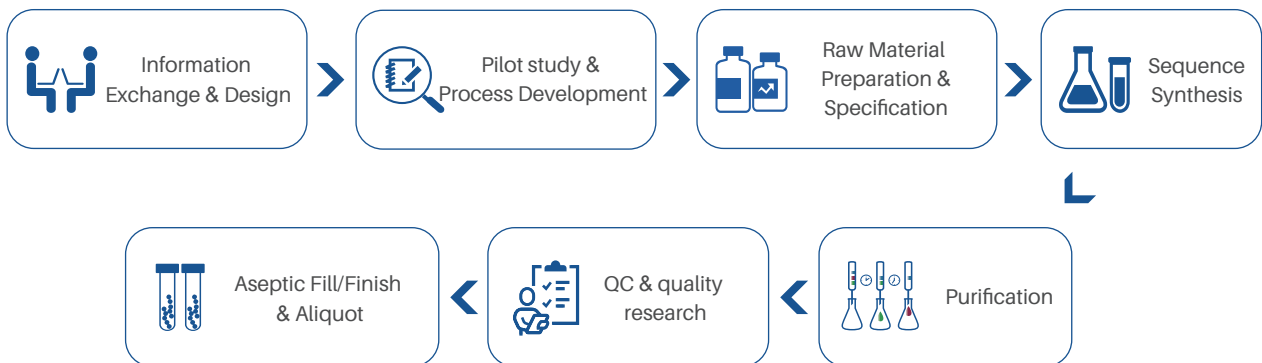 Information
Exchange & Design
Pilot study &
Process Development
Raw Material
Preparation &
Specification
Sequence
Synthesis
Purification
QC & quality
research
Aseptic Fill/Finish
& Aliquot